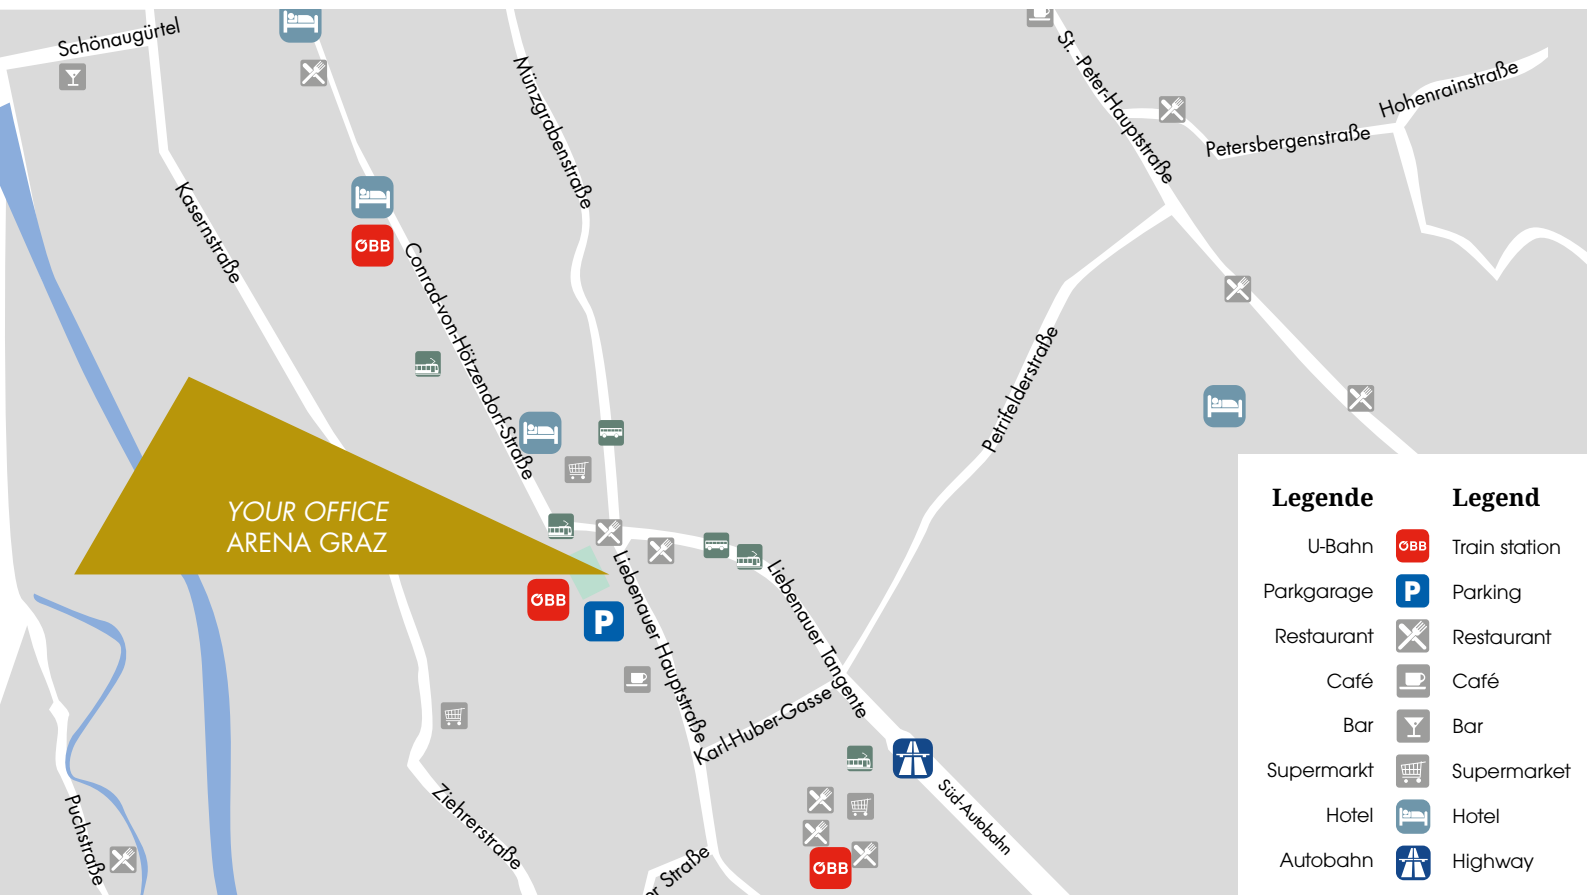 Schönaugürtel
Kasernstraße
Münzgrabenstraße
St.-Peter-Hauptstraße
Petersbergenstraße
Hohenrainstraße
ÖBB
Conrad-von-Hötzendorf-Straße
Petrifelderstraße
YOUR OFFICE
ARENA GRAZ
ÖBB
P
Liebenauer Hauptstraße
Liebenauer Tangente
Karl-Huber-Gasse
Süd-Autobahn
Ziehrerstraße
Puchstraße
er Straße
ÖBB
Legende Legend
U-Bahn ÖBB Train station
Parkgarage P Parking
Restaurant Restaurant
Café Café
Bar Bar
Supermarkt Supermarket
Hotel Hotel
Autobahn Highway